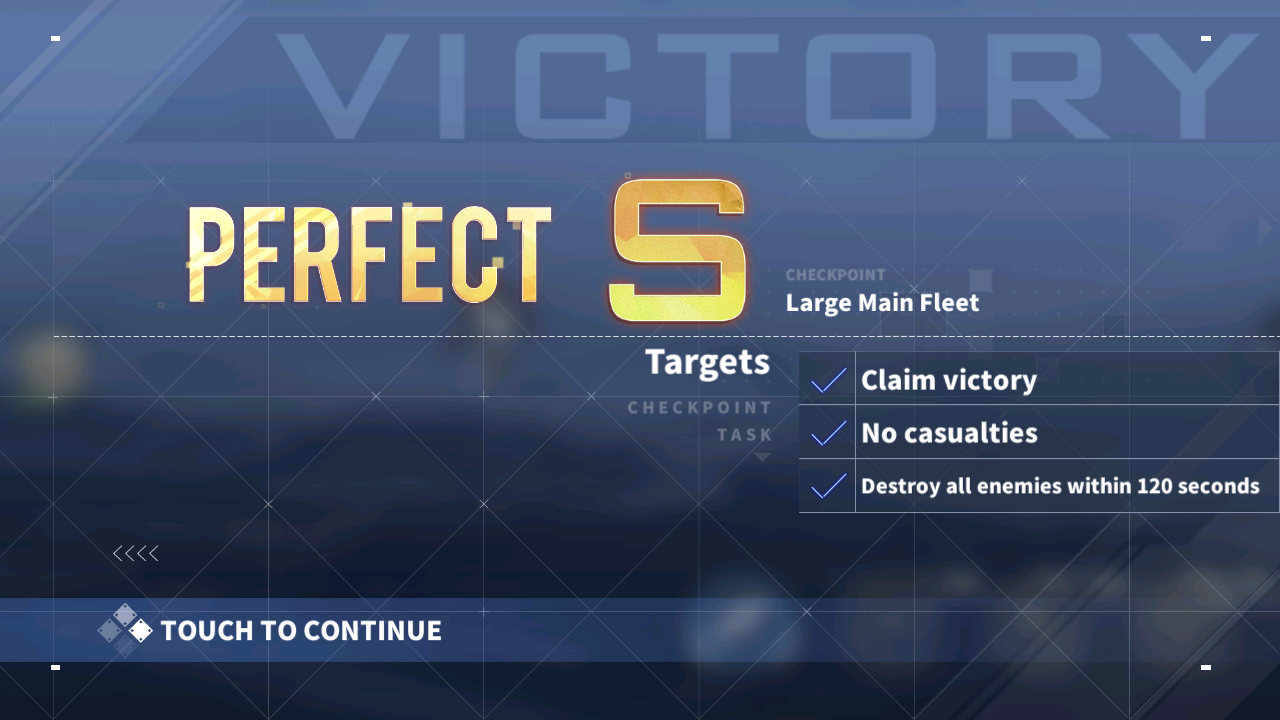 VICTORY
PERFECT S
CHECKPOINT
Large Main Fleet
Targets
CHECKPOINT
TASK
Claim victory
No casualties
Destroy all enemies within 120 seconds
TOUCH TO CONTINUE